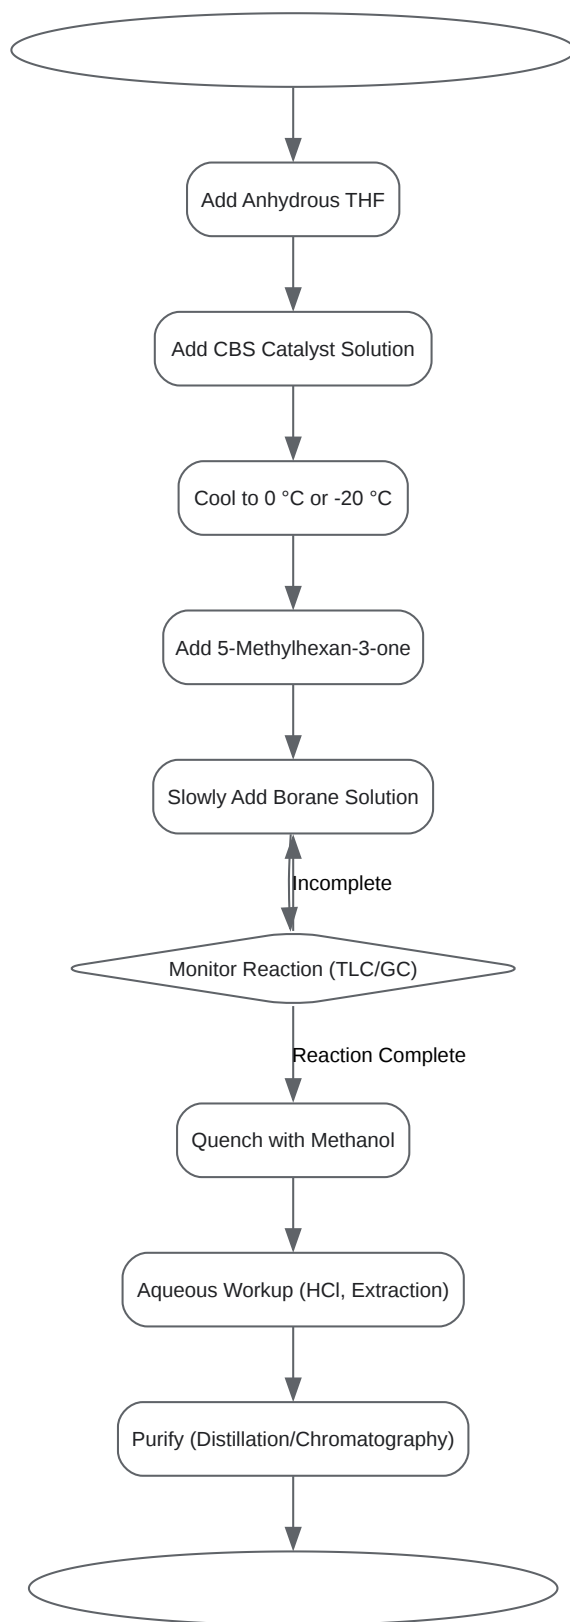 Add Anhydrous THF
Add CBS Catalyst Solution
Cool to 0 °C or -20 °C
Add 5-Methylhexan-3-one
Slowly Add Borane Solution
Incomplete
Monitor Reaction (TLC/GC)
Reaction Complete
Quench with Methanol
Aqueous Workup (HCl, Extraction)
Purify (Distillation/Chromatography)